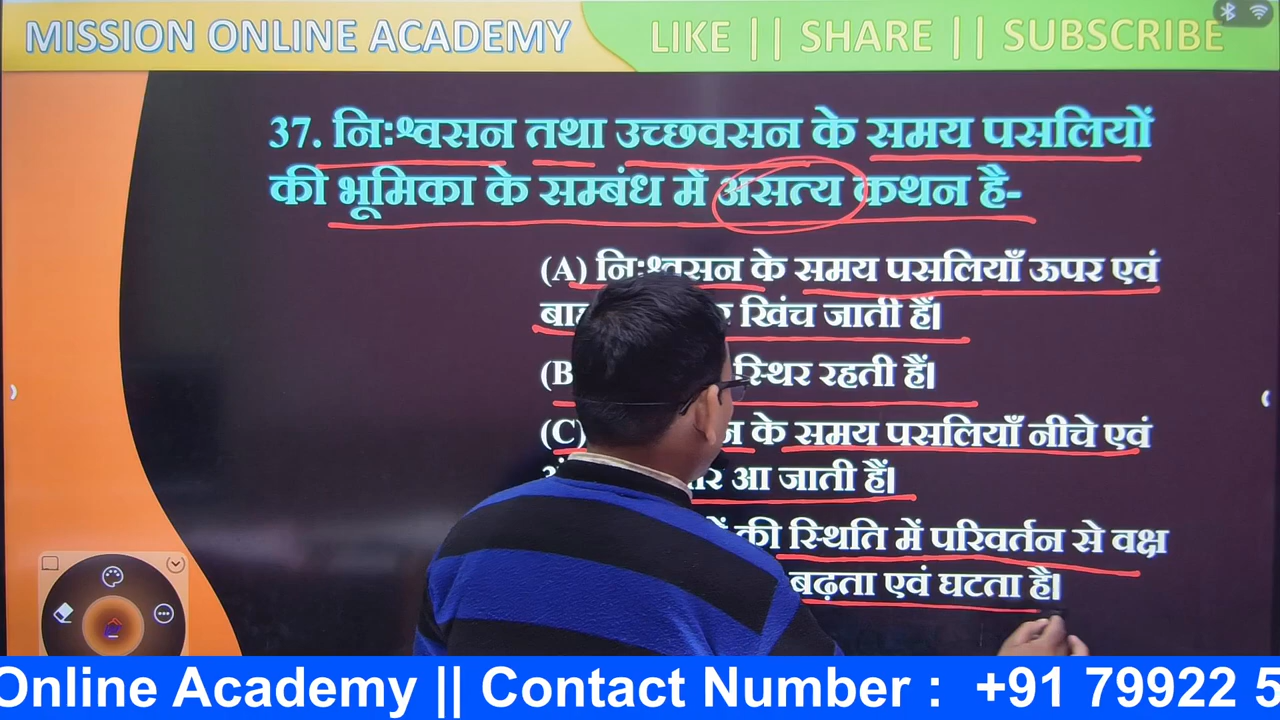 MISSION ONLINE ACADEMY
LIKE || SHARE || SUBSCRIBE
37. निःश्वसन तथा उच्छवसन के समय पसलियों
की भूमिका के सम्बंध में असत्य कथन है-
(A) निःश्वसन के समय पसलियाँ ऊपर एवं
खिंच जाती हैं।
(B स्थिर रहती हैं।
(C) के समय पसलियाँ नीचे एवं
आ जाती हैं।
की स्थिति में परिवर्तन से वक्ष
बढ़ता एवं घटता है।
Online Academy || Contact Number : +91 79922 5